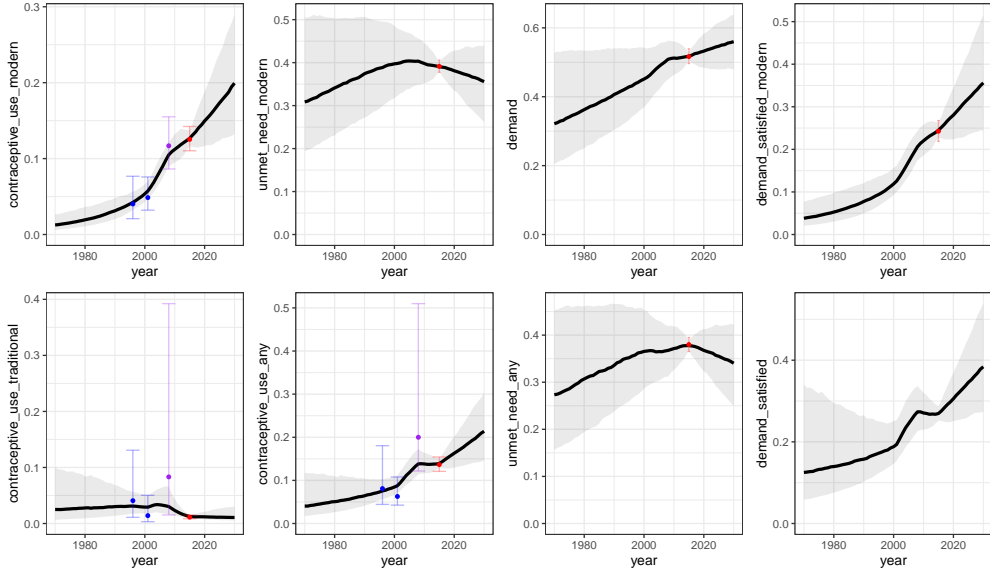 contraceptive_use_modern
0.3
0.2
0.1
0.0
1980 2000 2020
year
unmet_need_modern
0.5
0.4
0.3
0.2
0.1
0.0
1980 2000 2020
year
demand
0.6
0.4
0.2
0.0
1980 2000 2020
year
demand_satisfied_modern
0.5
0.4
0.3
0.2
0.1
0.0
1980 2000 2020
year
contraceptive_use_traditional
0.4
0.3
0.2
0.1
0.0
1980 2000 2020
year
contraceptive_use_any
0.5
0.4
0.3
0.2
0.1
0.0
1980 2000 2020
year
unmet_need_any
0.4
0.3
0.2
0.1
0.0
1980 2000 2020
year
demand_satisfied
0.4
0.2
0.0
1980 2000 2020
year